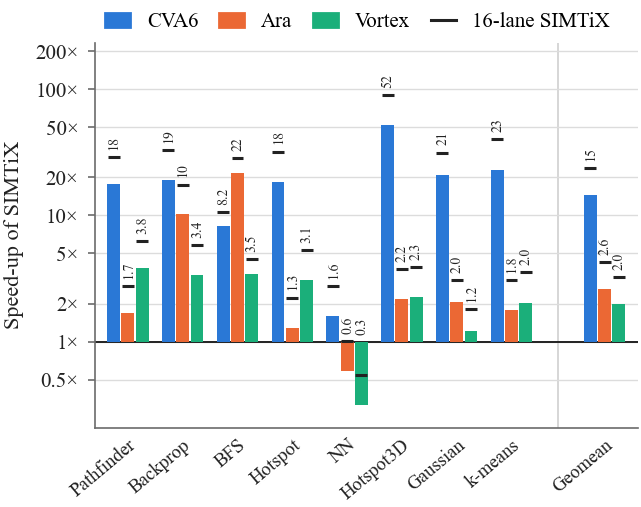 CVA6 Ara Vortex 16-lane SIMTiX
Speed-up of SIMTiX
200×
100×
50×
20×
10×
5×
2×
1×
0.5×
18 1.7 3.8
19 10 3.4
8.2 22 3.5
18 1.3 3.1
1.6 0.6 0.3
52 2.2 2.3
21 2.0 1.2
23 1.8 2.0
15 2.6 2.0
Pathfinder
Backprop
BFS
Hotspot
NN
Hotspot3D
Gaussian
k-means
Geomean